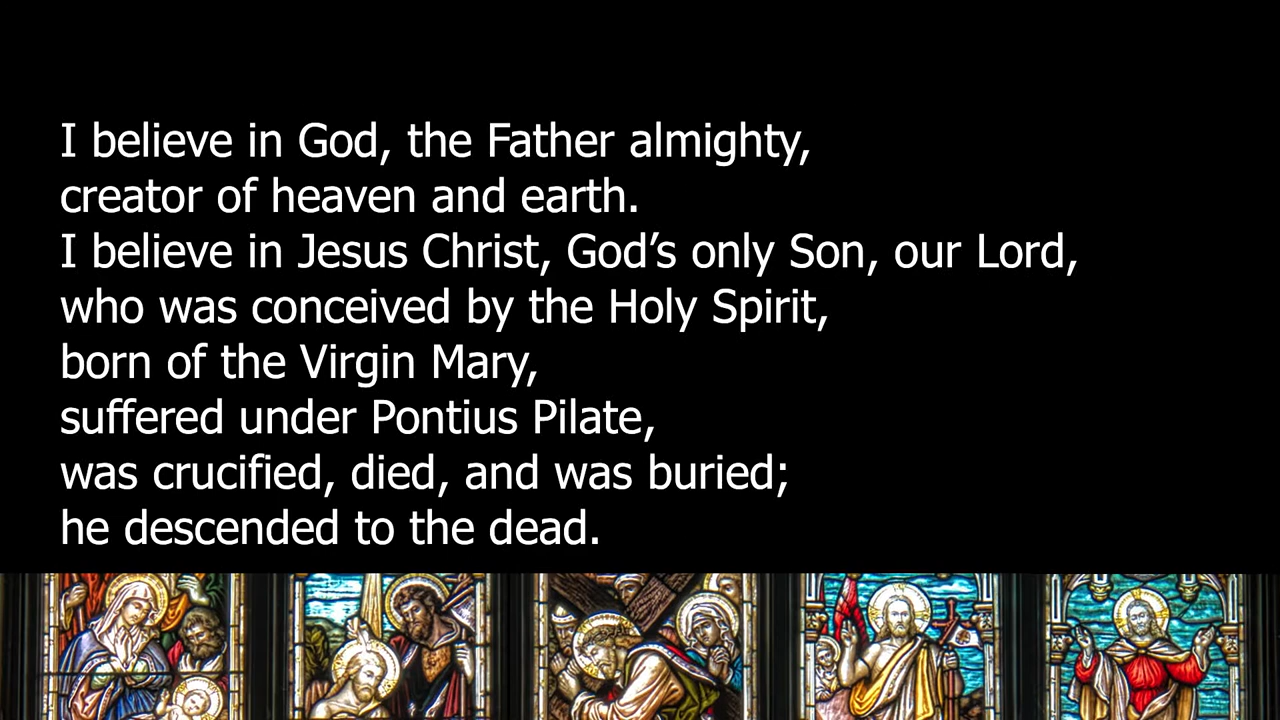 I believe in God, the Father almighty,
creator of heaven and earth.
I believe in Jesus Christ, God’s only Son, our Lord,
who was conceived by the Holy Spirit,
born of the Virgin Mary,
suffered under Pontius Pilate,
was crucified, died, and was buried;
he descended to the dead.